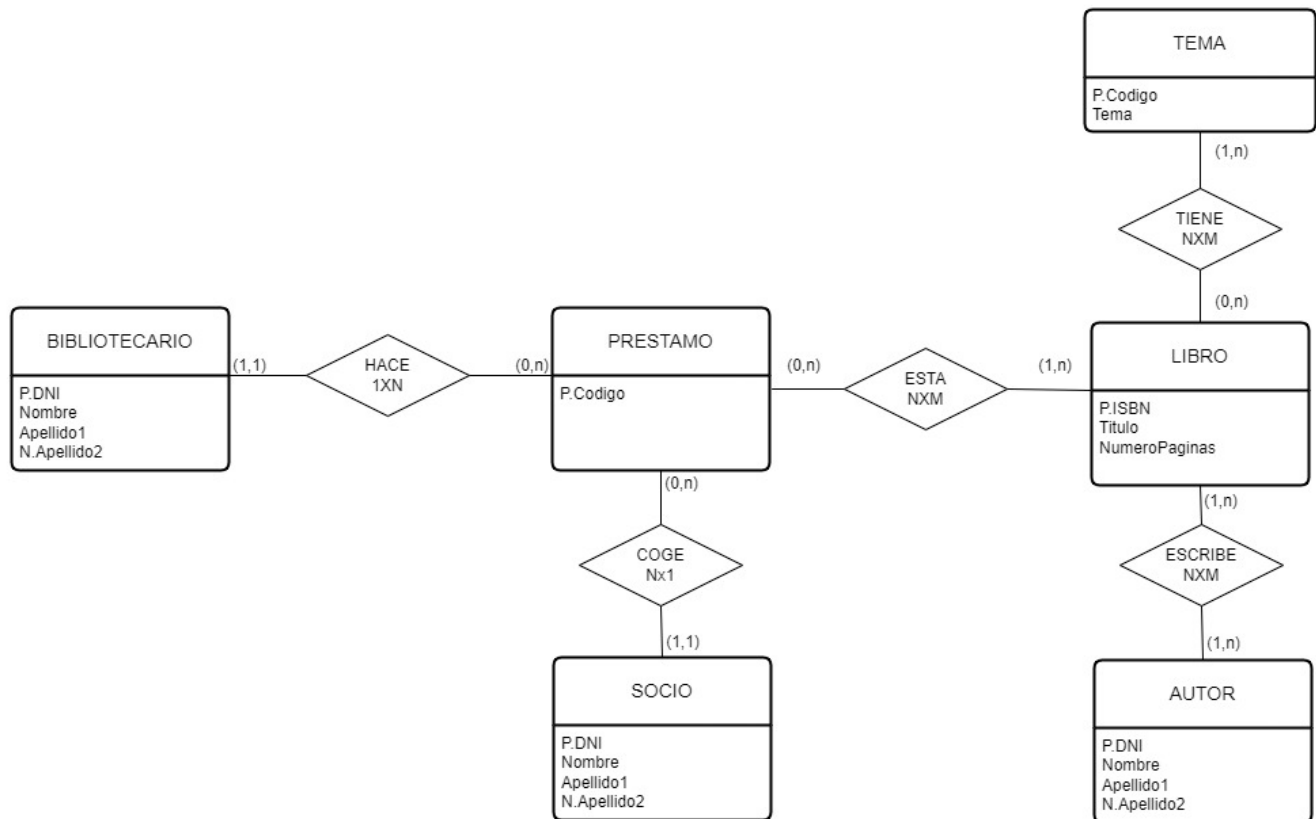 TEMA
P.Codigo
Tema
(1,n)
TIENE
NXM
(0,n)
BIBLIOTECARIO
P.DNI
Nombre
Apellido1
N.Apellido2
(1,1)
HACE
1XN
(0,n)
PRESTAMO
P.Codigo
(0,n)
ESTA
NXM
(1,n)
LIBRO
P.ISBN
Titulo
NumeroPaginas
(0,n)
COGE
Nx1
(1,1)
SOCIO
P.DNI
Nombre
Apellido1
N.Apellido2
(1,n)
ESCRIBE
NXM
(1,n)
AUTOR
P.DNI
Nombre
Apellido1
N.Apellido2